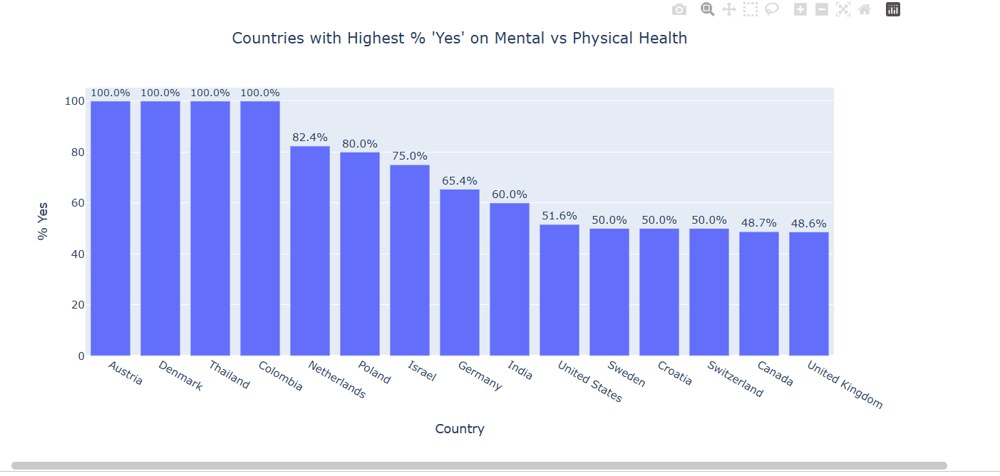 Countries with Highest % 'Yes' on Mental vs Physical Health
100.0% 100.0% 100.0% 100.0%
82.4%
80.0%
75.0%
65.4%
60.0%
51.6%
50.0% 50.0% 50.0%
48.7% 48.6%
100
80
60
40
20
0
% Yes
Austria
Denmark
Thailand
Colombia
Netherlands
Poland
Israel
Germany
India
United States
Sweden
Croatia
Switzerland
Canada
United Kingdom
Country